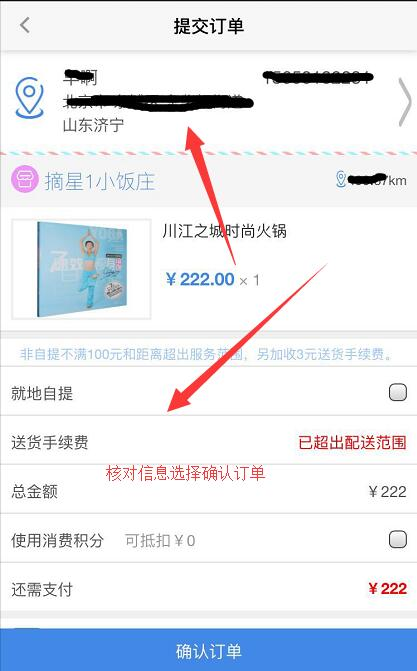 提交订单
山东济宁
摘星1小饭庄
km
川江之城时尚火锅
￥222.00 × 1
非自提不满100元和距离超出服务范围，另加收3元送货手续费。
就地自提
送货手续费 已超出配送范围
核对信息选择确认订单
总金额 ￥222
使用消费积分 可抵扣￥0
还需支付 ￥222
确认订单